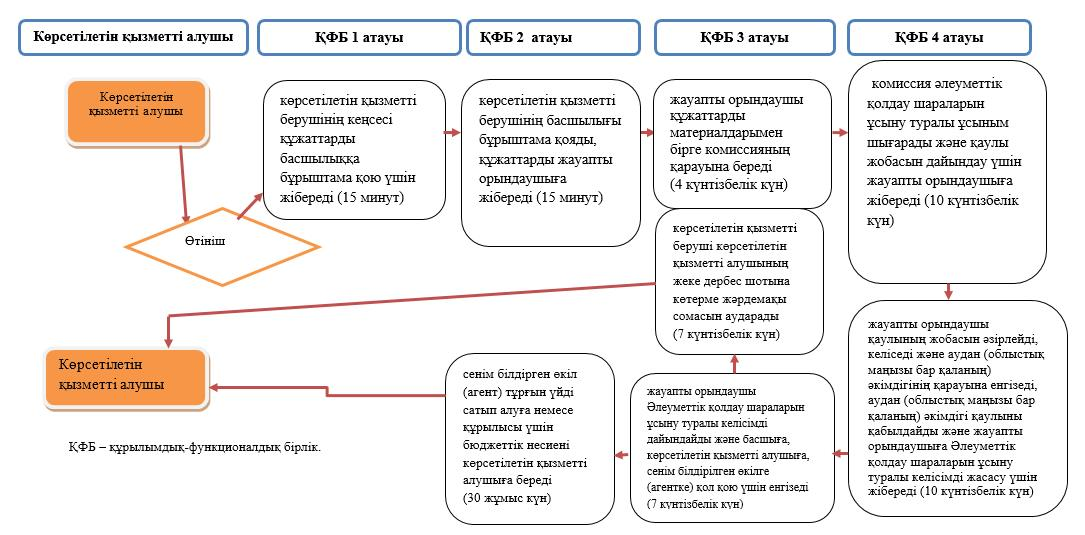 Көрсетілетін қызметті алушы
ҚФБ 1 атауы
ҚФБ 2 атауы
ҚФБ 3 атауы
ҚФБ 4 атауы
Көрсетілетін
қызметті алушы
Өтініш
көрсетілетін қызметті
берушінің кеңсесі
құжаттарды
басшылыққа
бұрыштама қою үшін
жібереді (15 минут)
көрсетілетін қызметті
берушінің басшылығы
бұрыштама қояды,
құжаттарды жауапты
орындаушыға
жібереді (15 минут)
жауапты орындаушы
құжаттарды
материалдарымен
бірге комиссияның
қарауына береді
(4 күнтізбелік күн)
комиссия әлеуметтік
қолдау шараларын
ұсыну туралы ұсыным
шығарады және қаулы
жобасын дайындау үшін
жауапты орындаушыға
жібереді (10 күнтізбелік
күн)
жауапты орындаушы
қаулының жобасын әзірлейді,
келіседі және аудан (облыстық
маңызы бар қаланың)
әкімдігінің қарауына енгізеді,
аудан (облыстық маңызы бар
қаланың) әкімдігі қаулыны
қабылдайды және жауапты
орындаушыға Әлеуметтік
қолдау шараларын ұсыну
туралы келісімді жасасу үшін
жібереді (10 күнтізбелік күн)
жауапты орындаушы
Әлеуметтік қолдау шараларын
ұсыну туралы келісімді
дайындайды және басшыға,
көрсетілетін қызметті алушыға,
сенім білдірілген өкілге
(агентке) қол қою үшін енгізеді
(7 күнтізбелік күн)
көрсетілетін қызметті
беруші көрсетілетін
қызметті алушының
жеке дербес шотына
көтерме жәрдемақы
сомасын аударады
(7 күнтізбелік күн)
сенім білдірген өкіл
(агент) тұрғын үйді
сатып алуға немесе
құрылысы үшін
бюджеттік несиені
көрсетілетін қызметті
алушыға береді
(30 жұмыс күн)
Көрсетілетін
қызметті алушы
ҚФБ – құрылымдық-функционалдық бірлік.